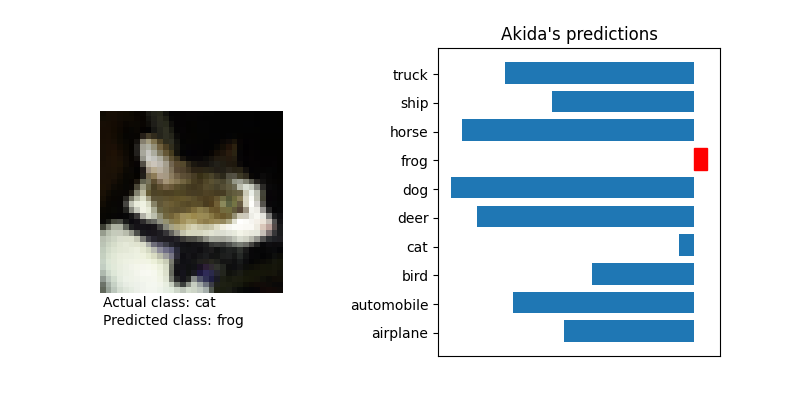 Akida's predictions
truck
ship
horse
frog
dog
deer
cat
bird
automobile
airplane
Actual class: cat
Predicted class: frog